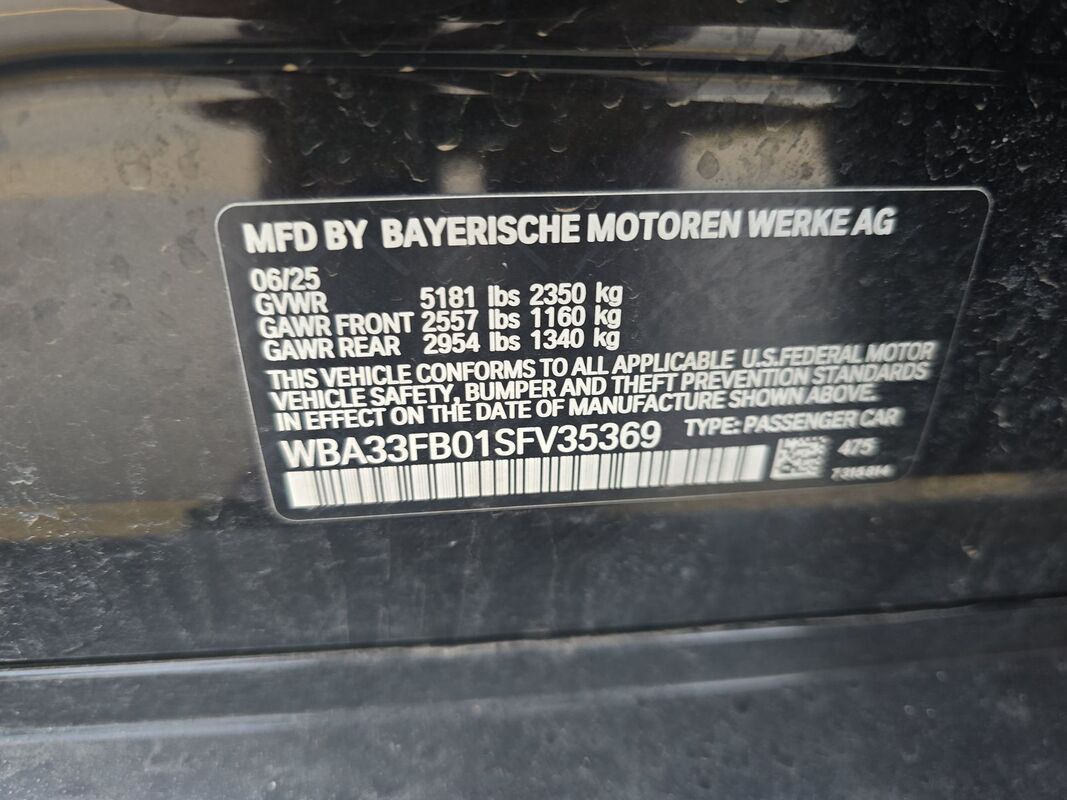 MFD BY BAYERISCHE MOTOREN WERKE AG
06/25
GVWR 5181 lbs 2350 kg
GAWR FRONT 2557 lbs 1160 kg
GAWR REAR 2954 lbs 1340 kg
THIS VEHICLE CONFORMS TO ALL APPLICABLE U.S.FEDERAL MOTOR
VEHICLE SAFETY, BUMPER AND THEFT PREVENTION STANDARDS
IN EFFECT ON THE DATE OF MANUFACTURE SHOWN ABOVE.
WBA33FB01SFV35369 TYPE: PASSENGER CAR
475